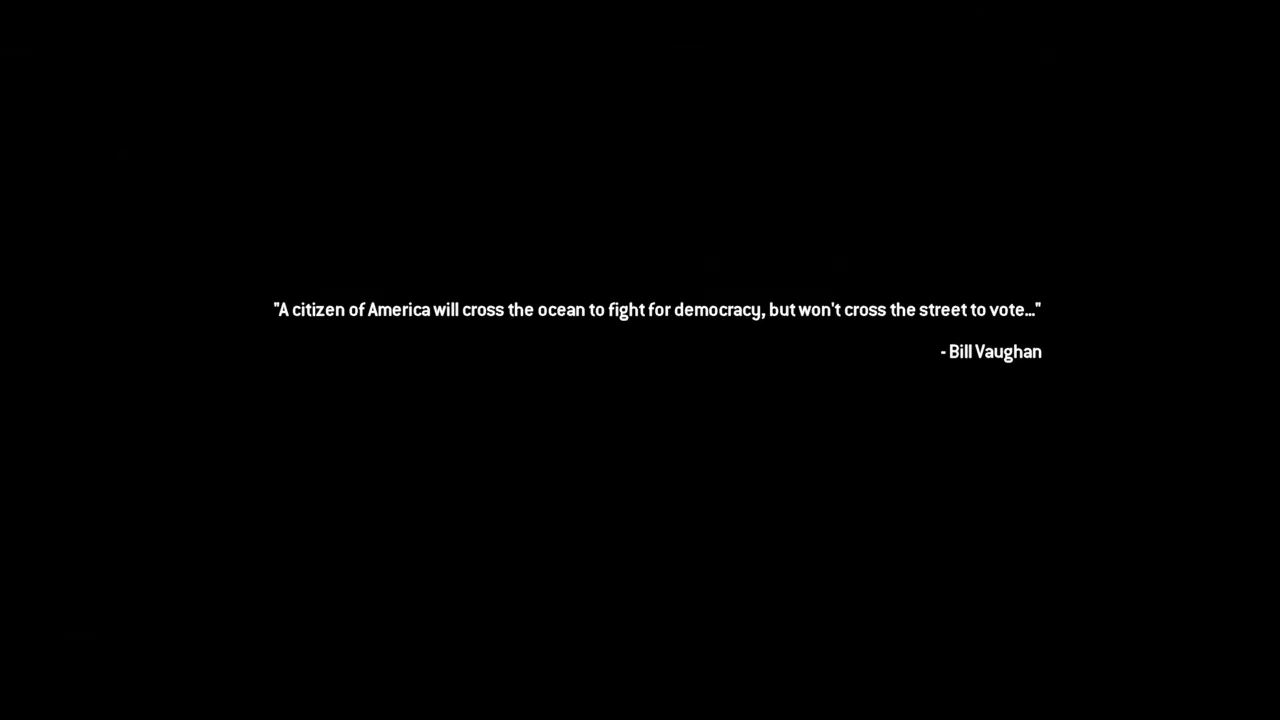 "A citizen of America will cross the ocean to fight for democracy, but won't cross the street to vote..."
- Bill Vaughan